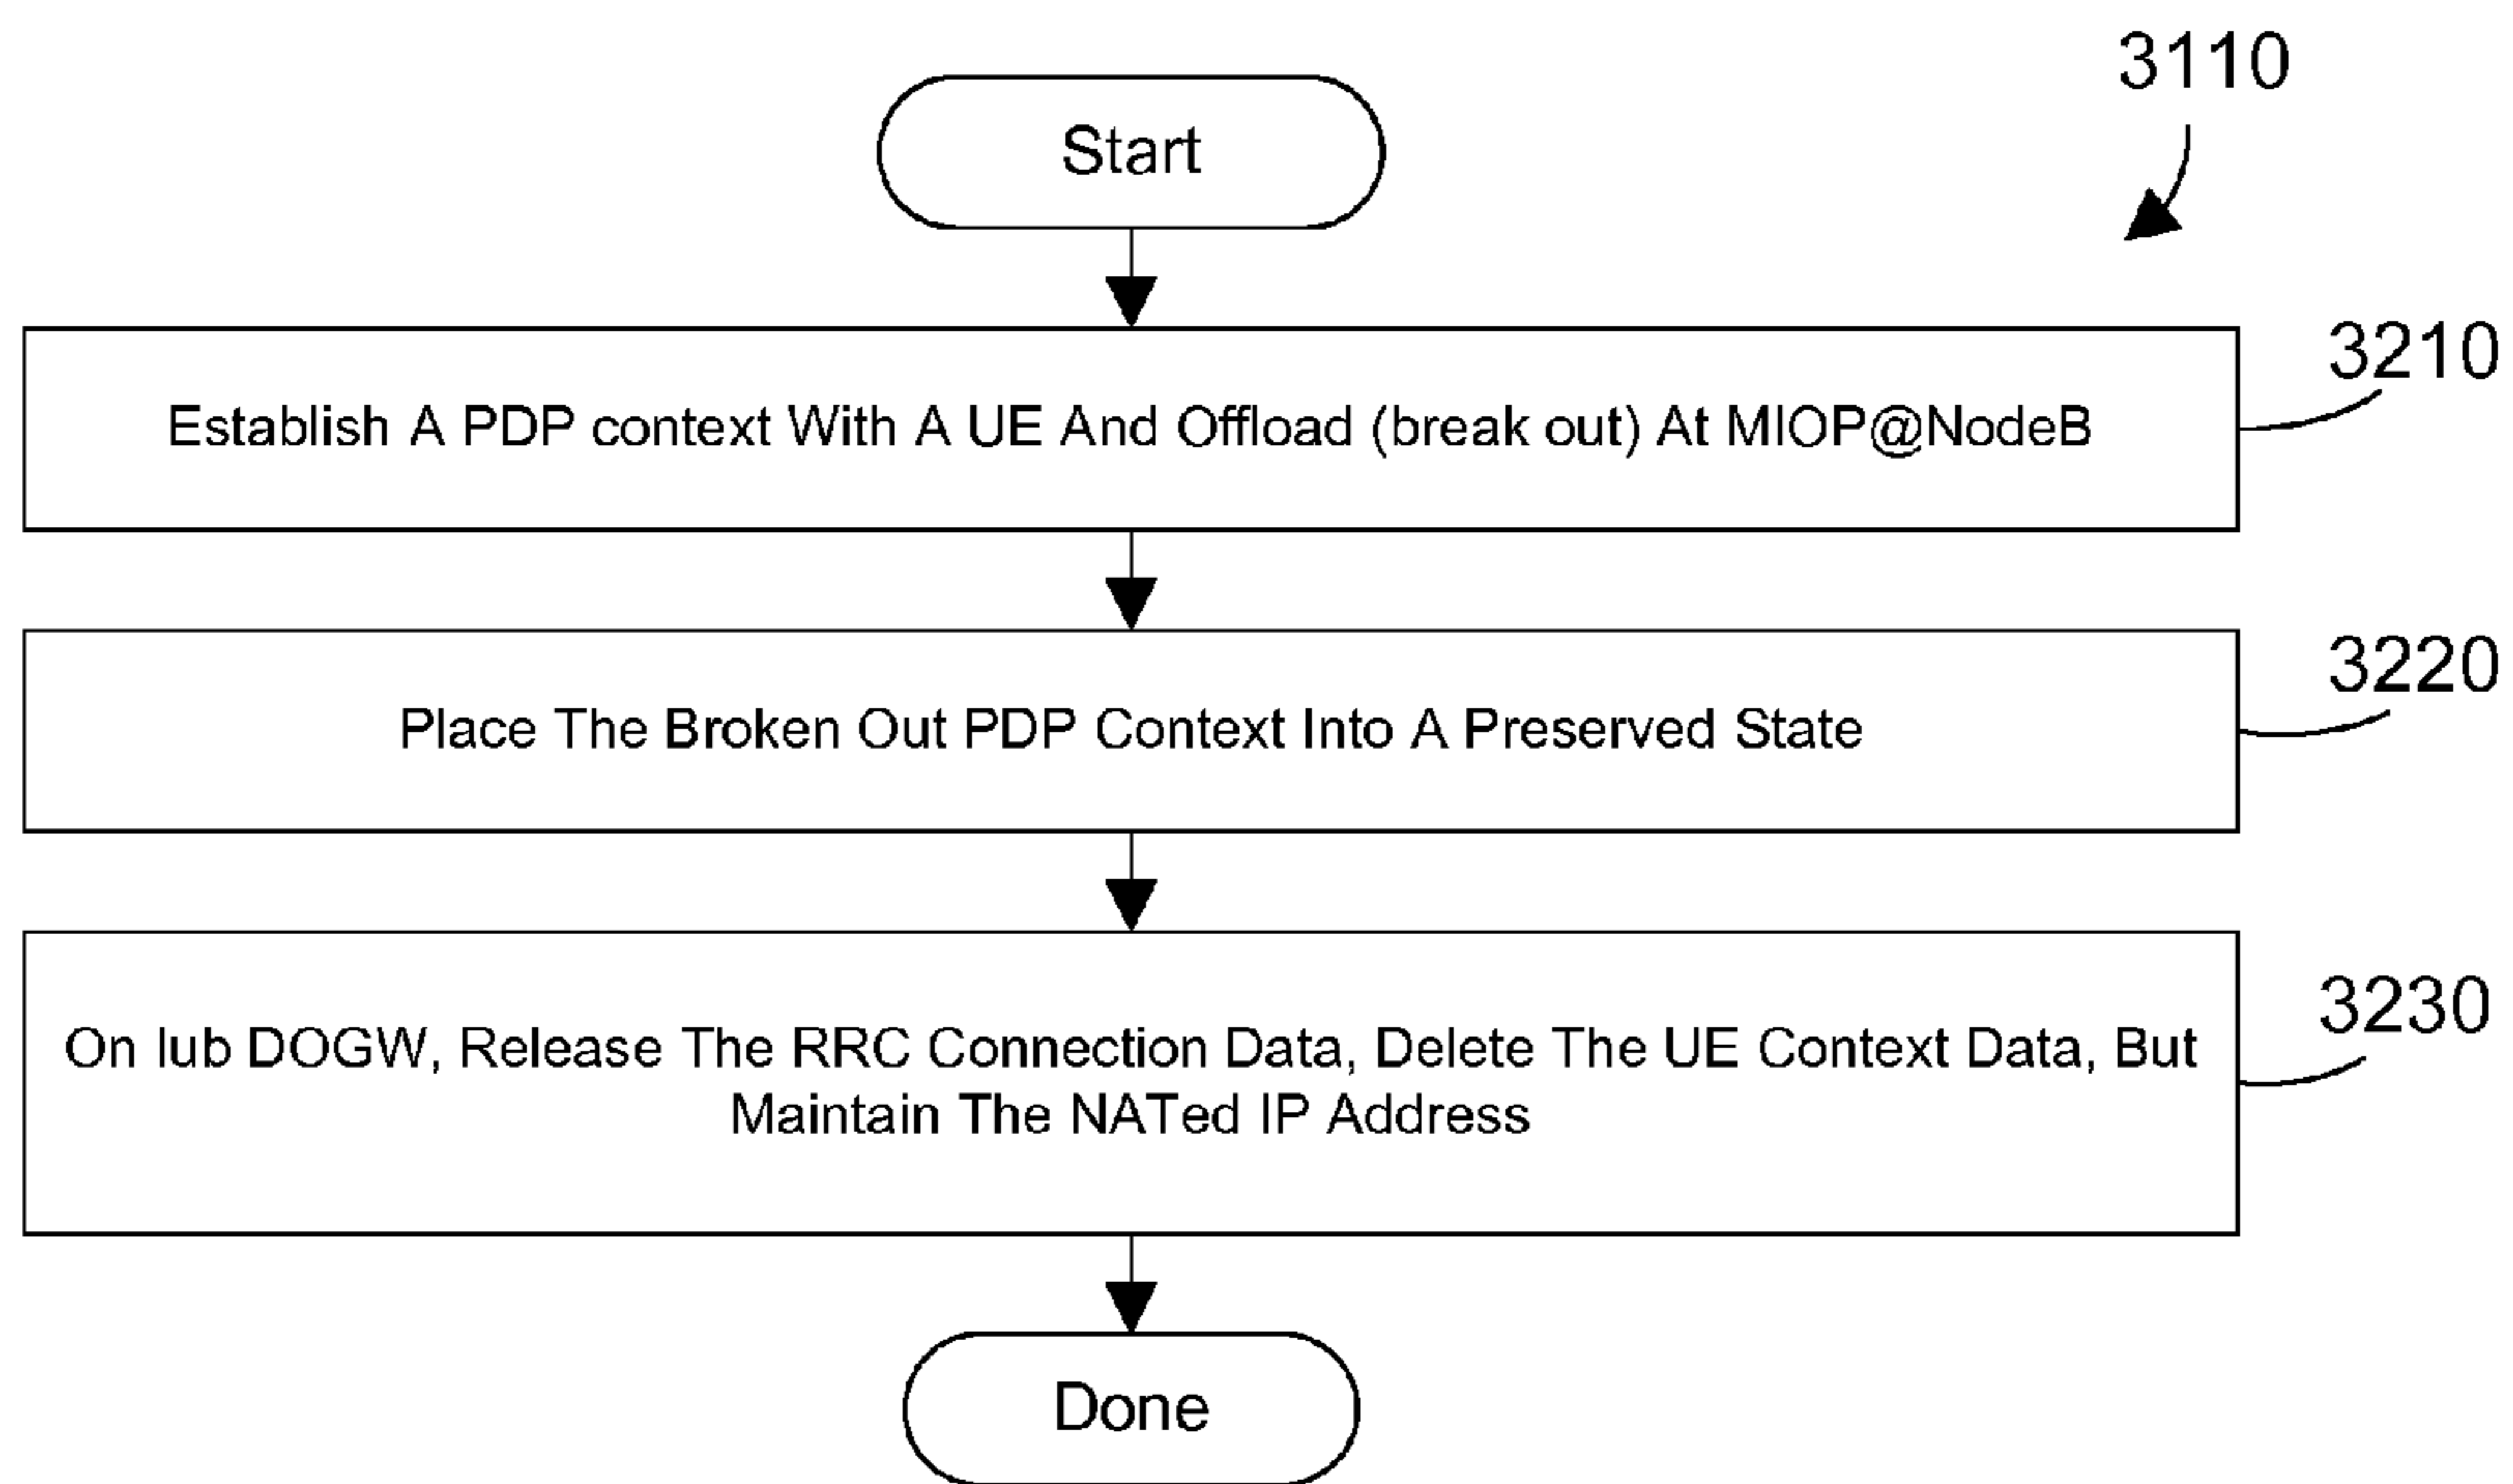 3110
Start
3210
Establish A PDP context With A UE And Offload (break out) At MIOP@NodeB
3220
Place The Broken Out PDP Context Into A Preserved State
3230
On Iub DOGW, Release The RRC Connection Data, Delete The UE Context Data, But
Maintain The NATed IP Address
Done